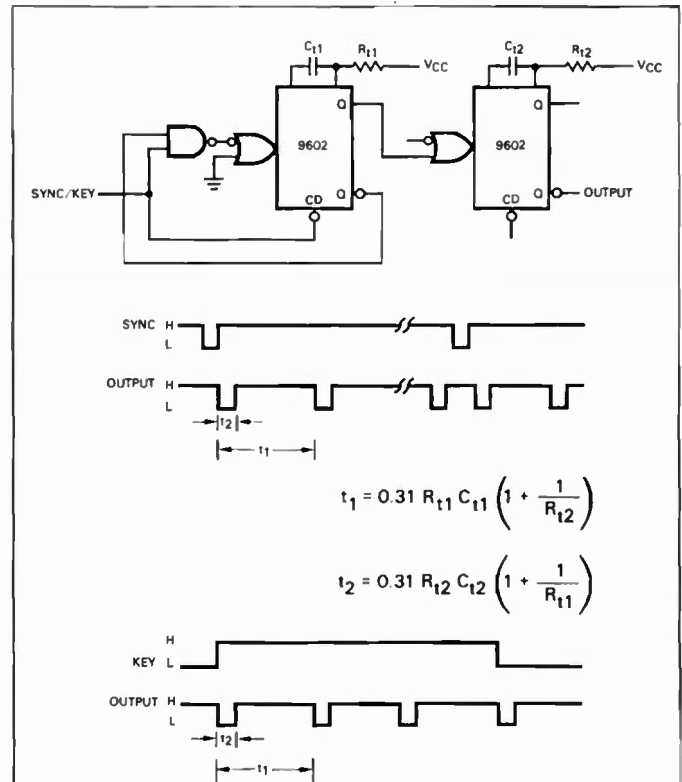 Ct1 Rt1
VCC
Ct2 Rt2
VCC
Q
9602
CD
Q
Q
9602
CD
Q
SYNC/KEY
OUTPUT
SYNC H
L
OUTPUT H
L
t2
t1
t1 = 0.31 Rt1 Ct1 (1 + 1/Rt2)
t2 = 0.31 Rt2 Ct2 (1 + 1/Rt1)
H
KEY L
OUTPUT H
L
t2
t1